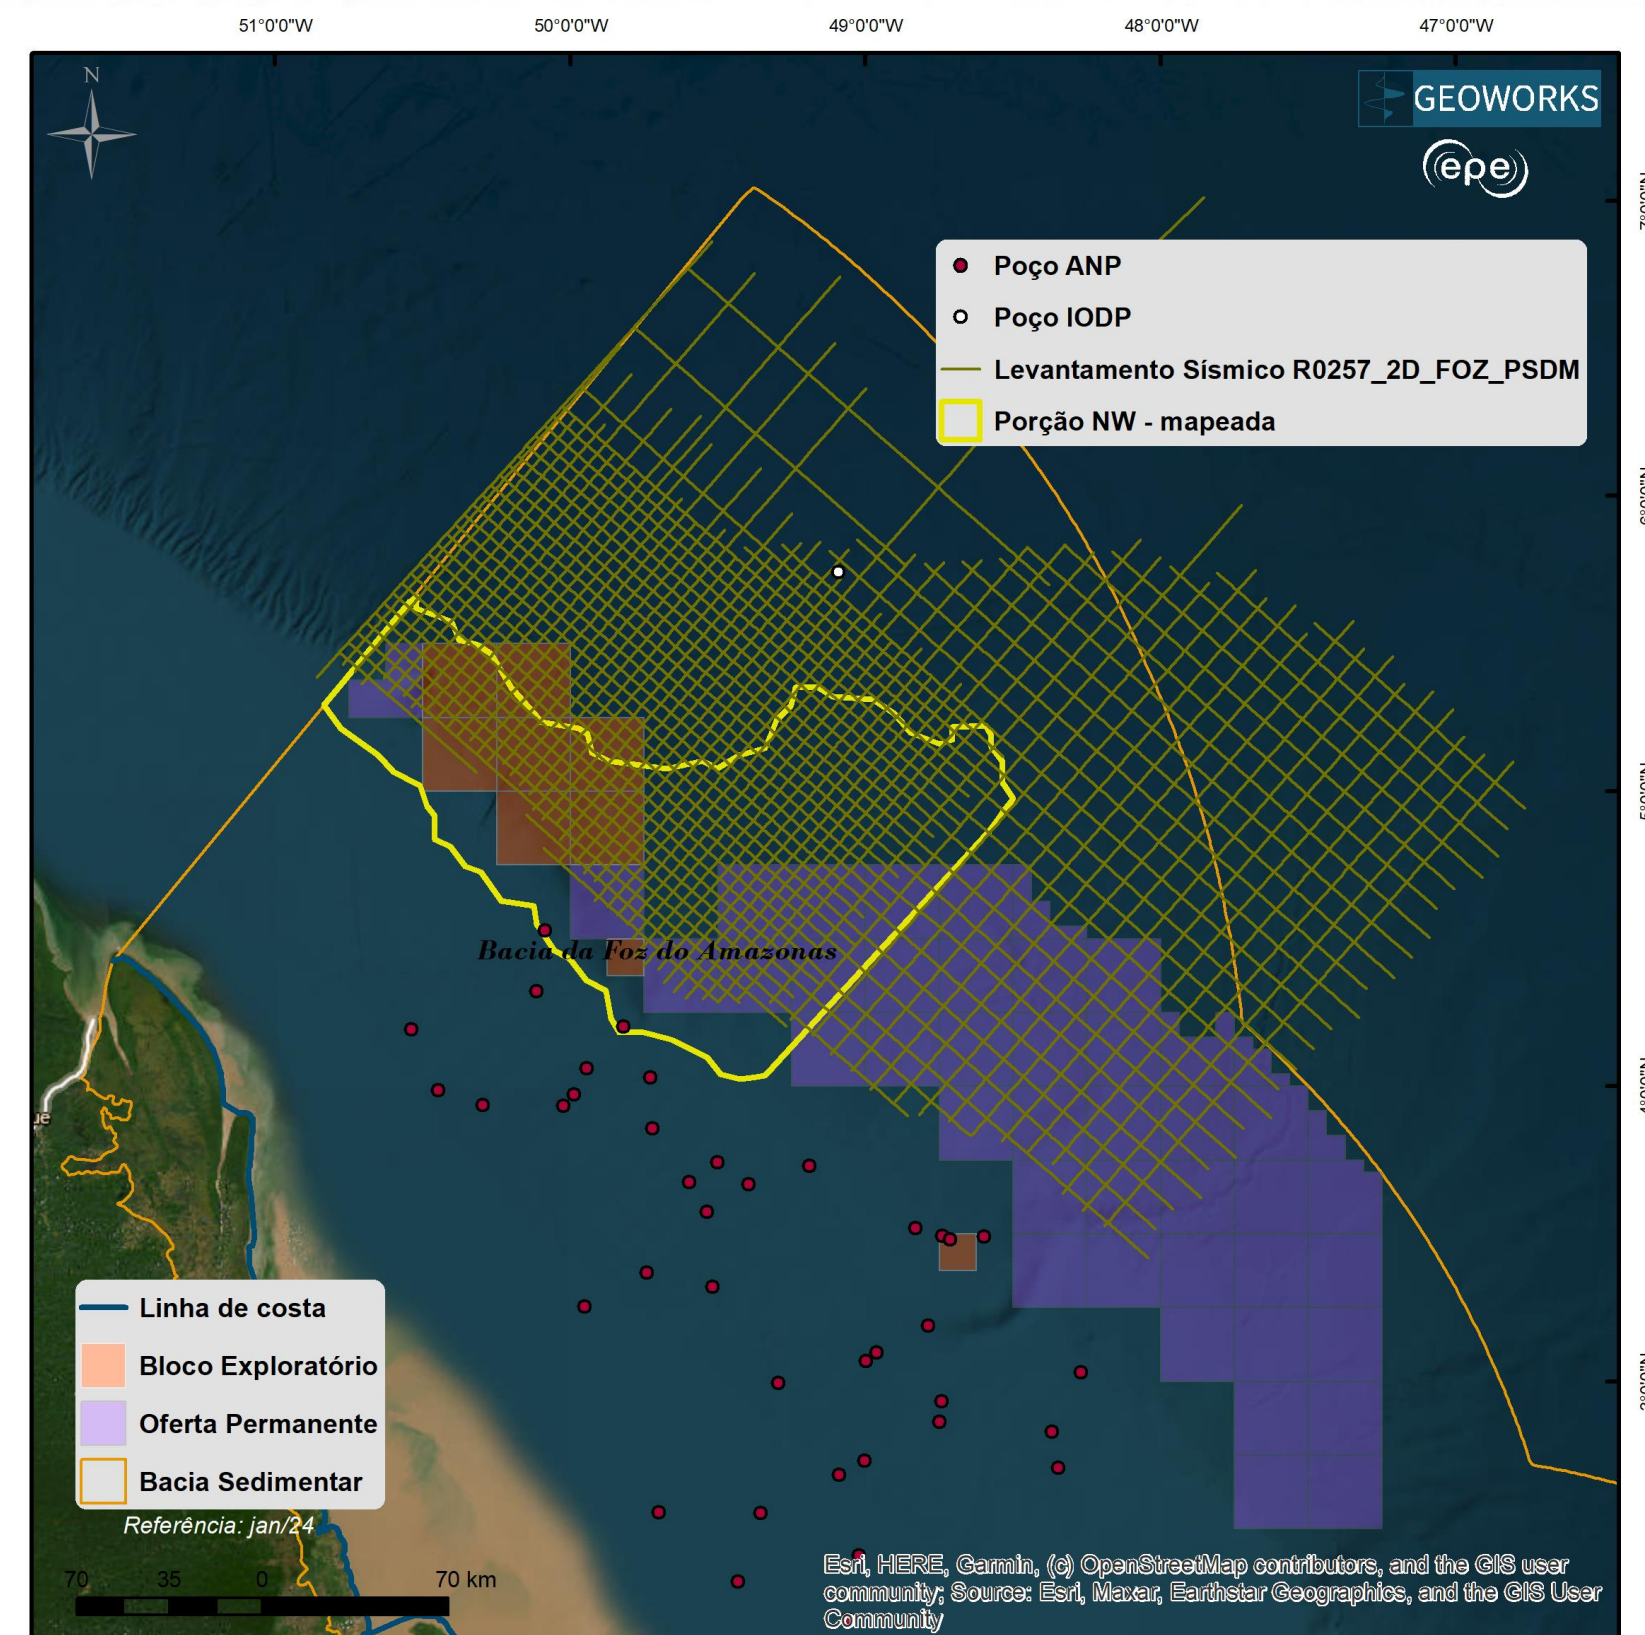 51°0'0"W 50°0'0"W 49°0'0"W 48°0'0"W 47°0'0"W
N
GEOWORKS
epe
Poço ANP
Poço IODP
Levantamento Sísmico R0257_2D_FOZ_PSDM
Porção NW - mapeada
Bacia da Foz do Amazonas
ue
Linha de costa
Bloco Exploratório
Oferta Permanente
Bacia Sedimentar
Referência: jan/24
70 35 0 70 km
Esri, HERE, Garmin, (c) OpenStreetMap contributors, and the GIS user
community; Source: Esri, Maxar, Earthstar Geographics, and the GIS User
Community